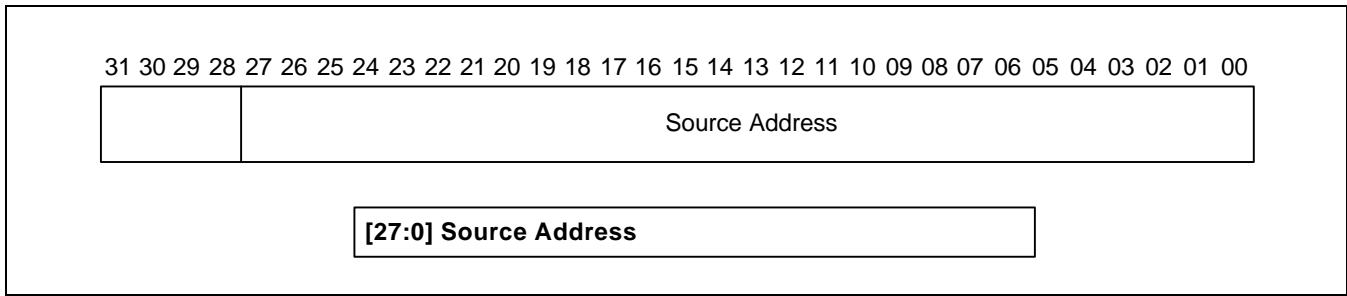 31 30 29 28 27 26 25 24 23 22 21 20 19 18 17 16 15 14 13 12 11 10 09 08 07 06 05 04 03 02 01 00
Source Address
[27:0] Source Address